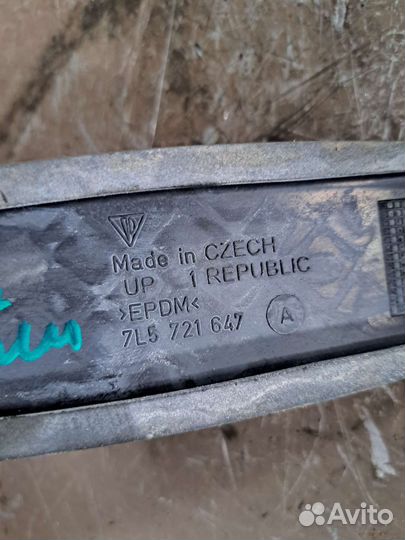 Made in CZECH
UP 1 REPUBLIC
>EPDM<
7L5 721 647 A
Avito